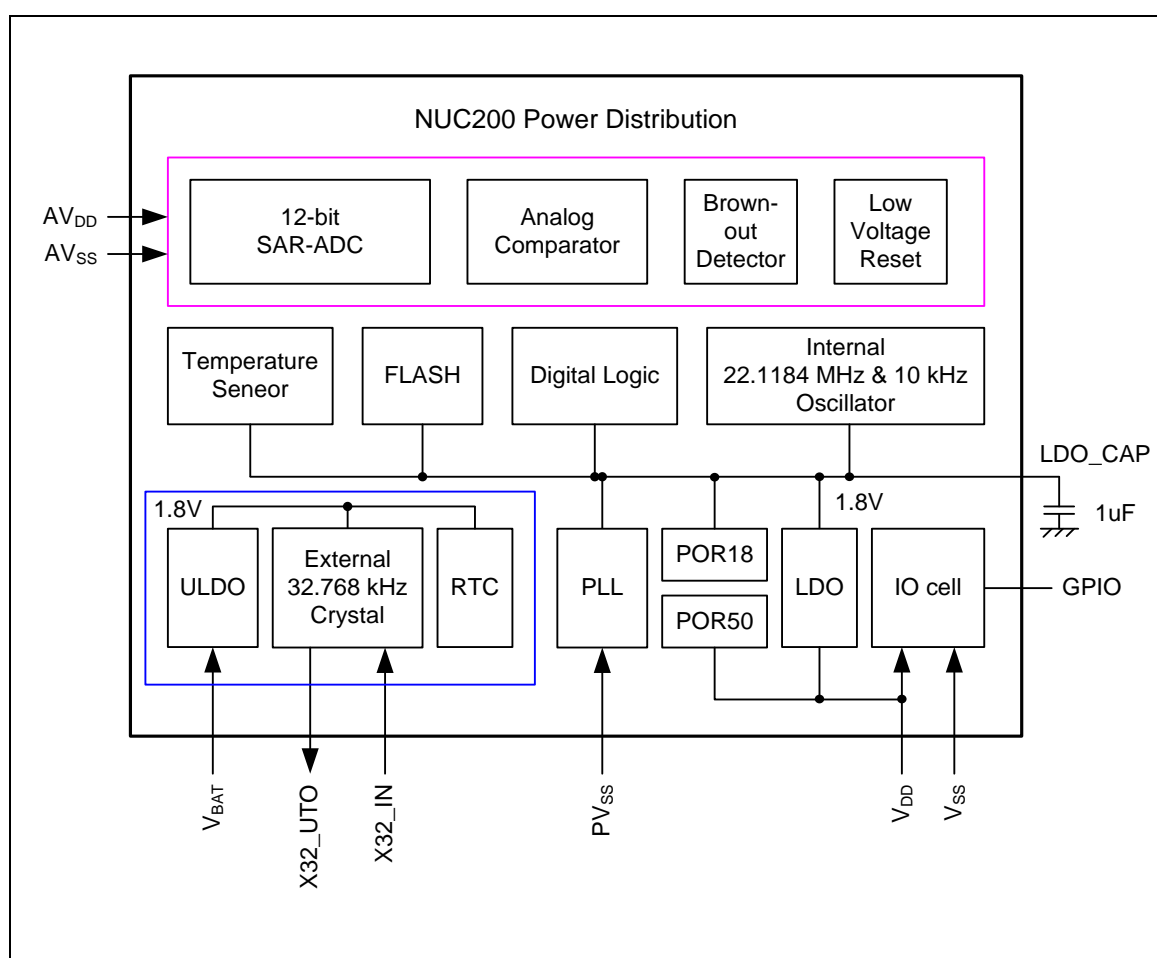 NUC200 Power Distribution
AVDD
AVSS
12-bit
SAR-ADC
Analog
Comparator
Brown-
out
Detector
Low
Voltage
Reset
Temperature
Seneor
FLASH
Digital Logic
Internal
22.1184 MHz & 10 kHz
Oscillator
LDO_CAP
1uF
1.8V
1.8V
ULDO
External
32.768 kHz
Crystal
RTC
PLL
POR18
POR50
LDO
IO cell
GPIO
VBAT
X32_UTO
X32_IN
PVSS
VDD
VSS